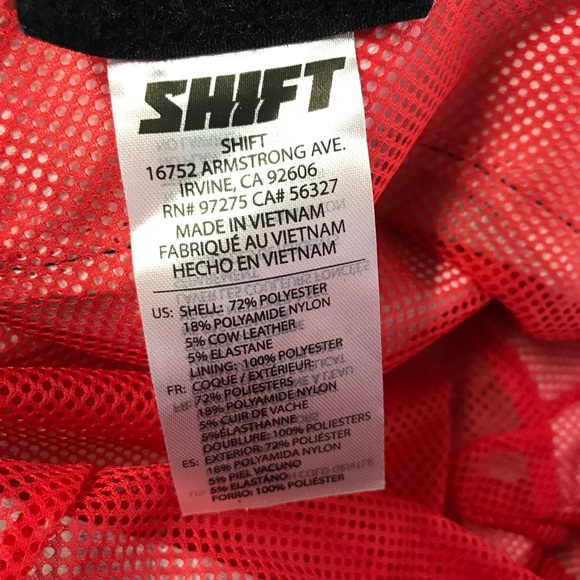 SHIFT
SHIFT
16752 ARMSTRONG AVE.
IRVINE, CA 92606
RN# 97275 CA# 56327
MADE IN VIETNAM
FABRIQUÉ AU VIETNAM
HECHO EN VIETNAM
US: SHELL: 72% POLYESTER
18% POLYAMIDE NYLON
5% COW LEATHER
5% ELASTANE
LINING: 100% POLYESTER
FR: COQUE / EXTÉRIEUR:
72% POLIESTERS
18% POLYAMIDE NYLON
5% CUIR DE VACHE
5%ÉLASTHANNE
DOUBLURE: 100% POLIESTERS
ES: EXTERIOR: 72% POLIÉSTER
18% POLYAMIDA NYLON
5% PIEL VACUNO
5% ELASTANO
FORRO: 100% POLIÉSTER